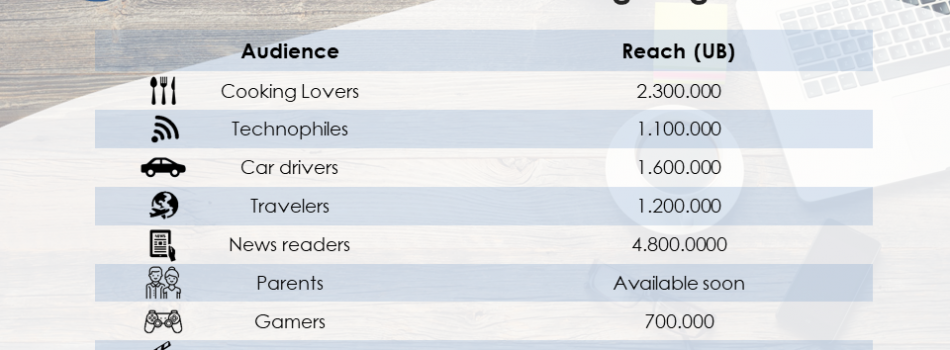 Audience Reach (UB)
Cooking Lovers 2.300.000
Technophiles 1.100.000
Car drivers 1.600.000
Travelers 1.200.000
News readers 4.800.0000
Parents Available soon
Gamers 700.000